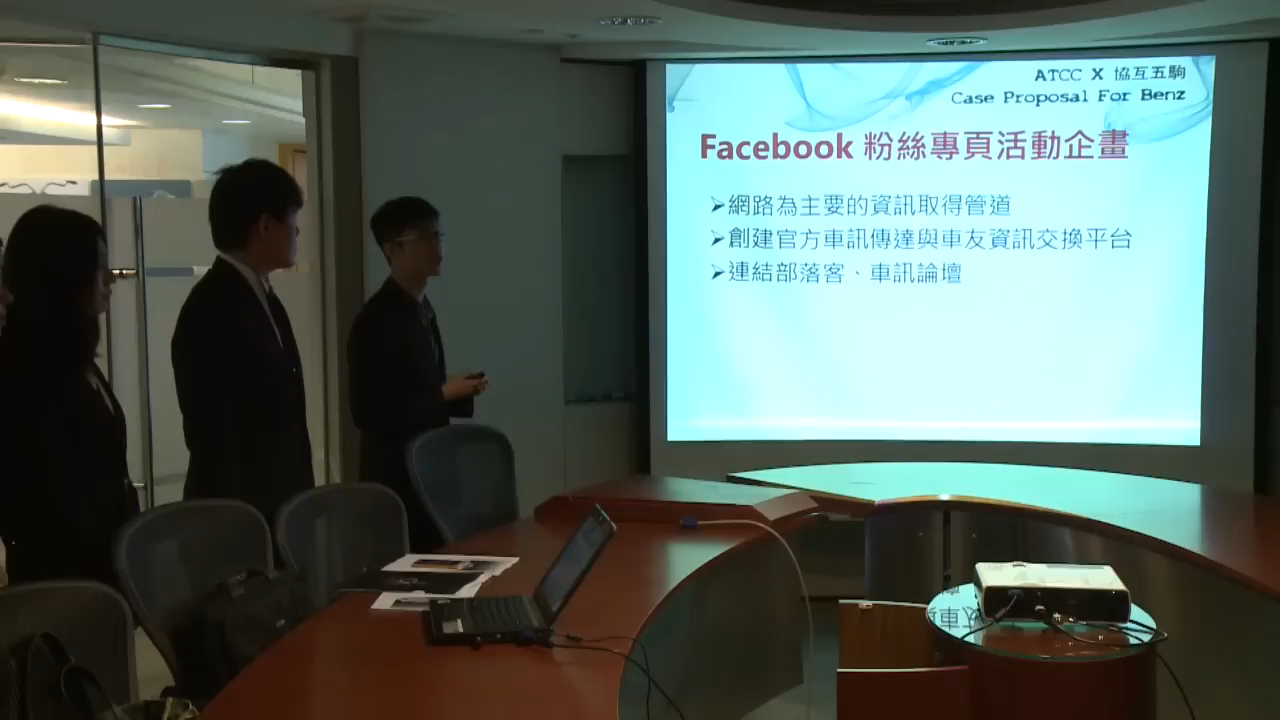 ATCC X 協互五駒
Case Proposal For Benz
Facebook 粉絲專頁活動企畫
➢網路為主要的資訊取得管道
➢創建官方車訊傳達與車友資訊交換平台
➢連結部落客、車訊論壇